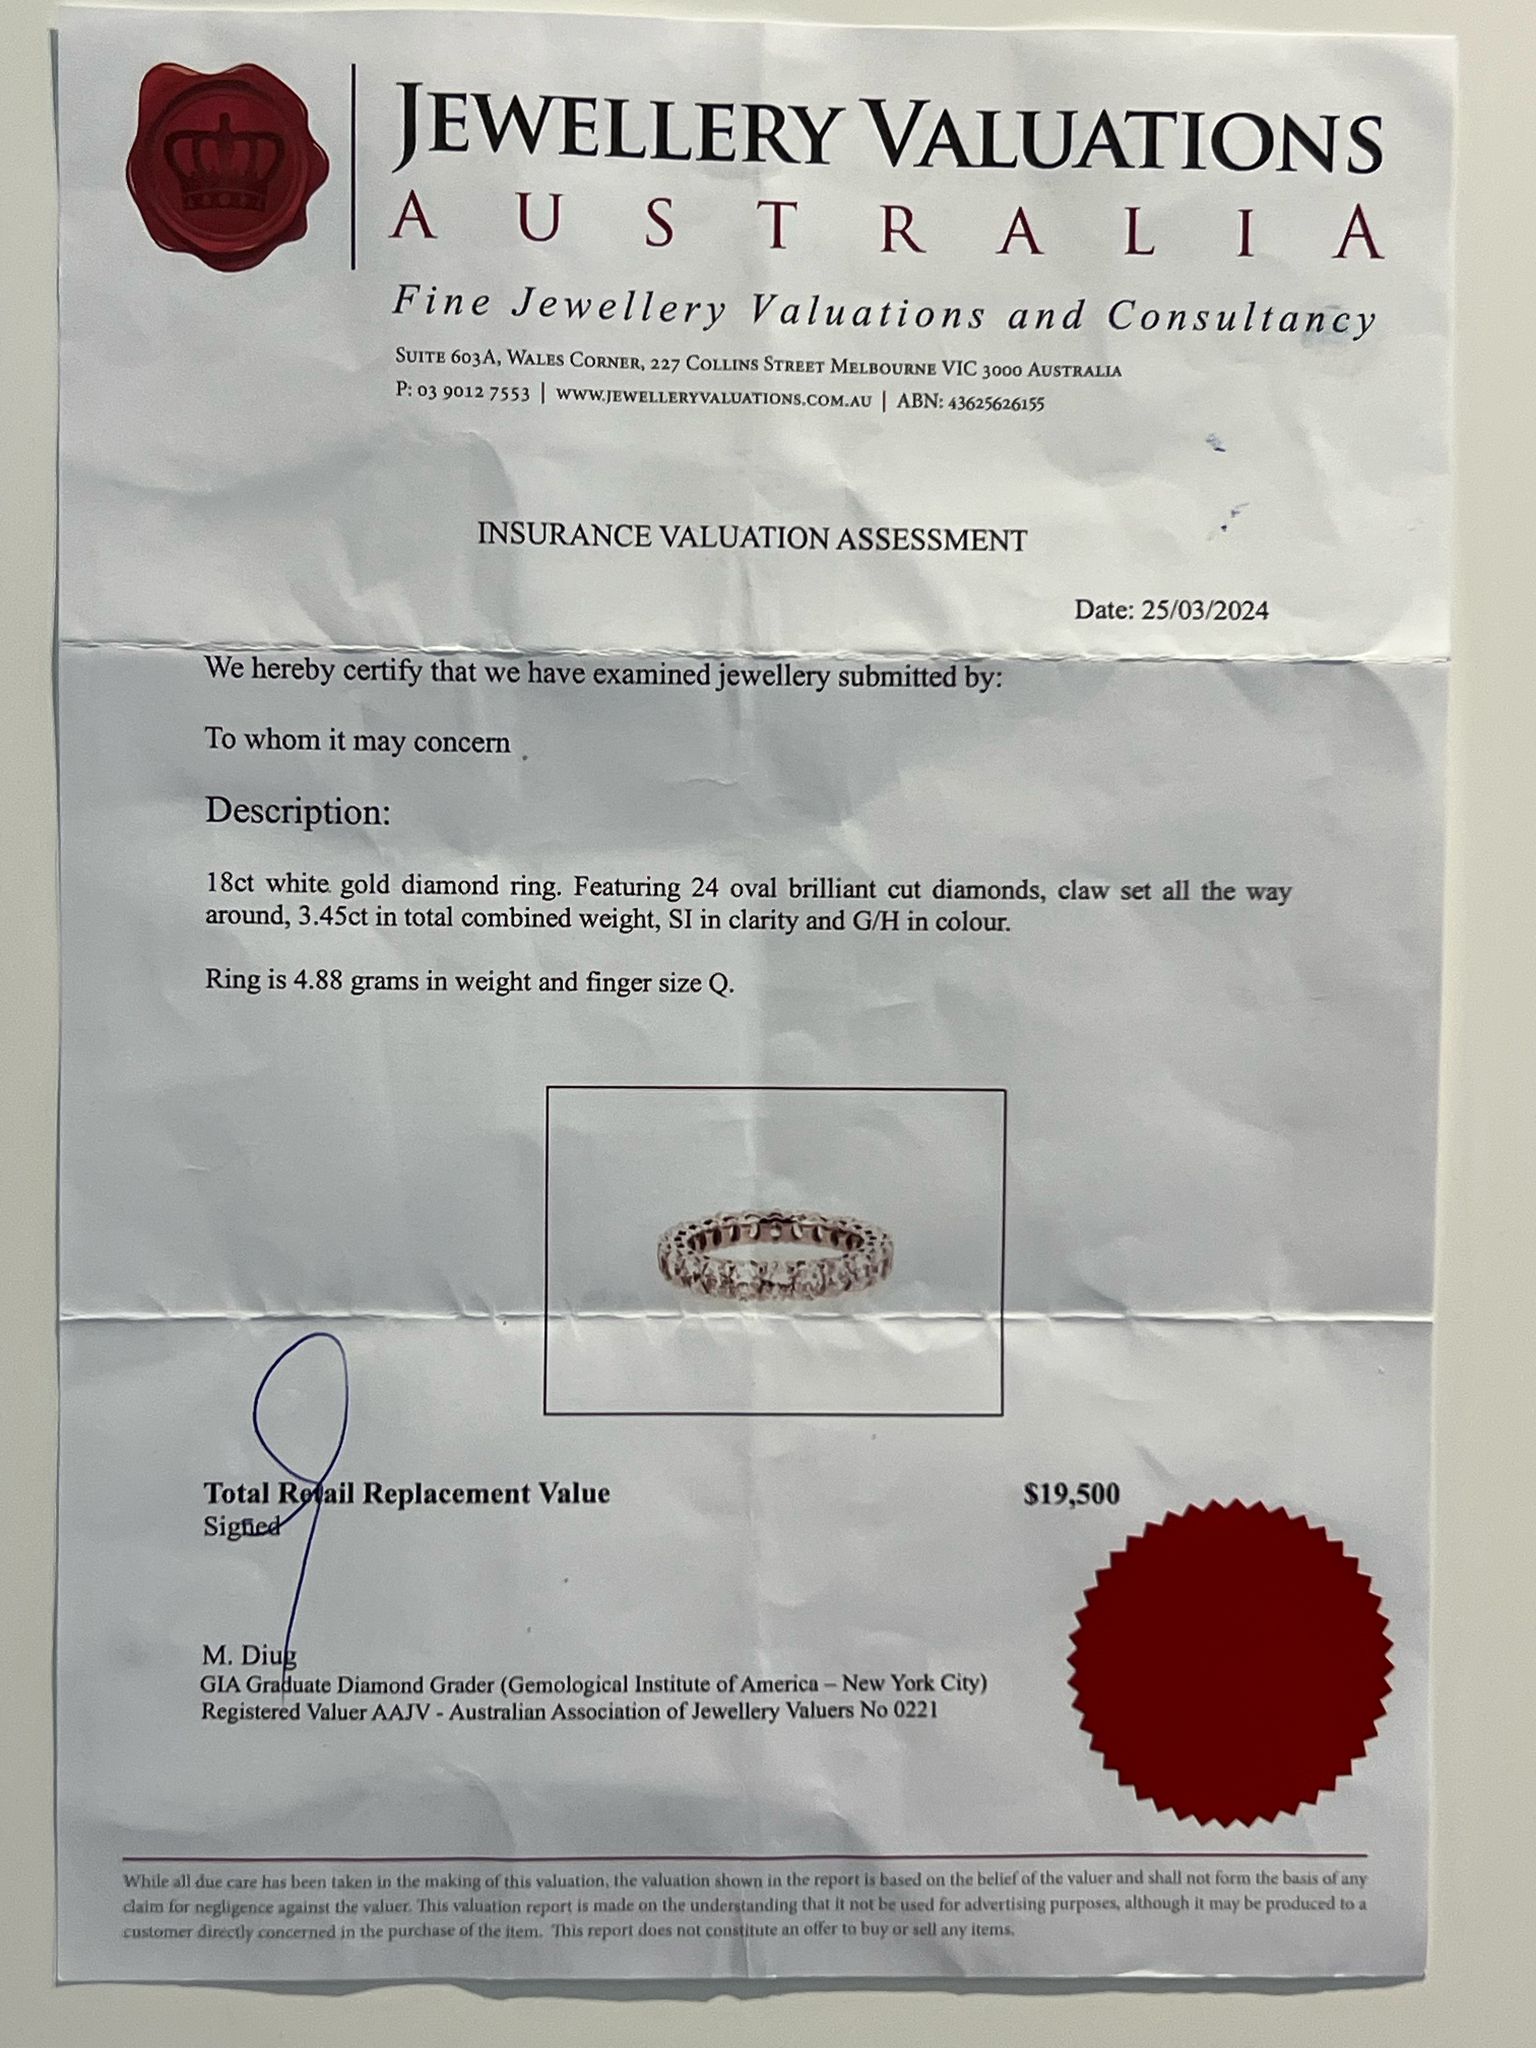 JEWELLERY VALUATIONS
AUSTRALIA
Fine Jewellery Valuations and Consultancy
SUITE 603A, WALES CORNER, 227 COLLINS STREET MELBOURNE VIC 3000 AUSTRALIA
P: 03 9012 7553 | WWW.JEWELLERYVALUATIONS.COM.AU | ABN: 43625626155
INSURANCE VALUATION ASSESSMENT
Date: 25/03/2024
We hereby certify that we have examined jewellery submitted by:
To whom it may concern
Description:
18ct white gold diamond ring. Featuring 24 oval brilliant cut diamonds, claw set all the way
around, 3.45ct in total combined weight, SI in clarity and G/H in colour.
Ring is 4.88 grams in weight and finger size Q.
Total Retail Replacement Value $19,500
Signed
M. Diug
GIA Graduate Diamond Grader (Gemological Institute of America – New York City)
Registered Valuer AAJV - Australian Association of Jewellery Valuers No 0221
While all due care has been taken in the making of this valuation, the valuation shown in the report is based on the belief of the valuer and shall not form the basis of any
claim for negligence against the valuer. This valuation report is made on the understanding that it not be used for advertising purposes, although it may be produced to a
customer directly concerned in the purchase of the item. This report does not constitute an offer to buy or sell any items.